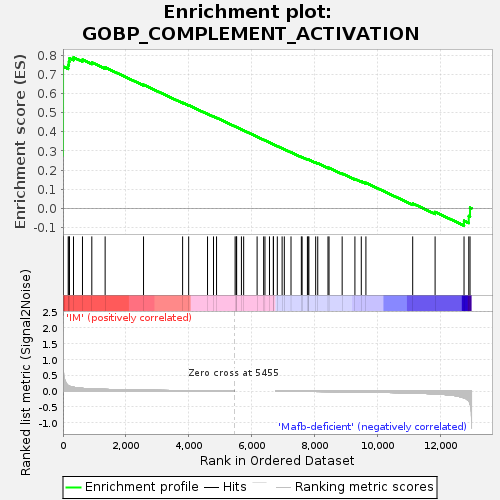 Enrichment plot:
GOBP_COMPLEMENT_ACTIVATION
Enrichment score (ES)
0.8
0.7
0.6
0.5
0.4
0.3
0.2
0.1
0.0
-0.1
'IM' (positively correlated)
Ranked list metric (Signal2Noise)
2.5
2.0
1.5
1.0
0.5
0.0
-0.5
-1.0
Zero cross at 5455
'Mafb-deficient' (negatively correlated)
0
2,000
4,000
6,000
8,000
10,000
12,000
Rank in Ordered Dataset
Enrichment profile
Hits
Ranking metric scores